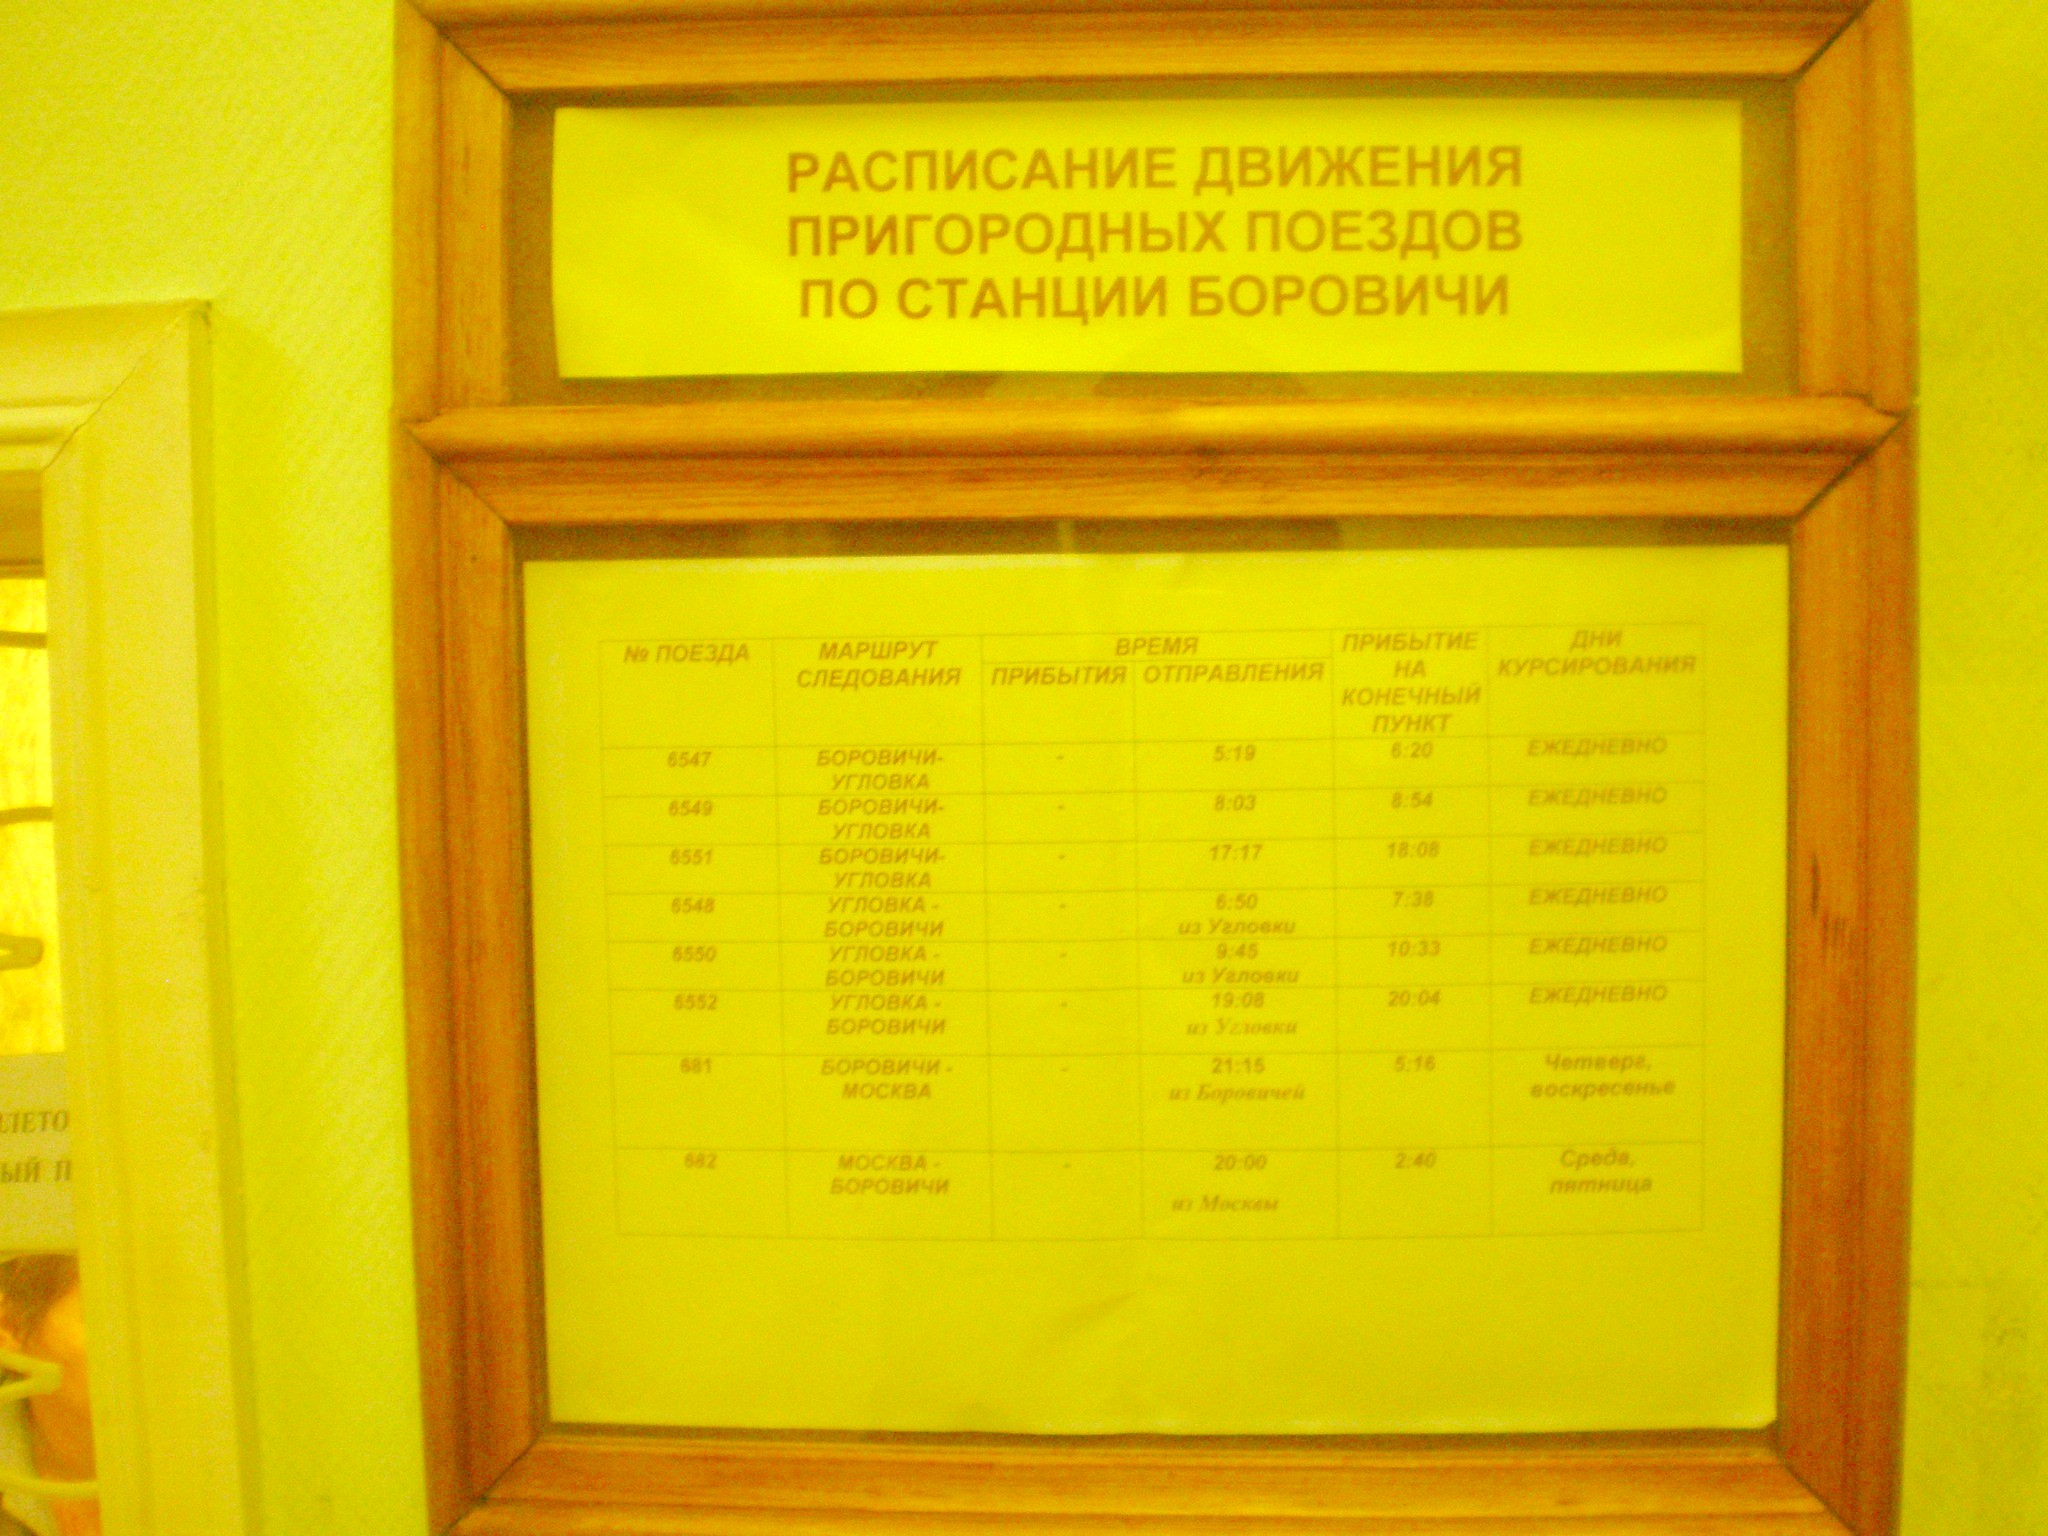 РАСПИСАНИЕ ДВИЖЕНИЯ
ПРИГОРОДНЫХ ПОЕЗДОВ
ПО СТАНЦИИ БОРОВИЧИ
№ ПОЕЗДА МАРШРУТ СЛЕДОВАНИЯ ВРЕМЯ ПРИБЫТИЯ ОТПРАВЛЕНИЯ ПРИБЫТИЕ НА КОНЕЧНЫЙ ПУНКТ ДНИ КУРСИРОВАНИЯ
6547 БОРОВИЧИ- - 5:19 6:20 ЕЖЕДНЕВНО
УГЛОВКА
6549 БОРОВИЧИ- - 8:03 8:54 ЕЖЕДНЕВНО
УГЛОВКА
6551 БОРОВИЧИ- - 17:17 18:08 ЕЖЕДНЕВНО
УГЛОВКА
6548 УГЛОВКА - - 6:50 7:38 ЕЖЕДНЕВНО
БОРОВИЧИ из Угловки
6550 УГЛОВКА - - 9:45 10:33 ЕЖЕДНЕВНО
БОРОВИЧИ из Угловки
6552 УГЛОВКА - - 19:08 20:04 ЕЖЕДНЕВНО
БОРОВИЧИ из Угловки
681 БОРОВИЧИ - - 21:15 5:16 Четверг,
МОСКВА из Боровичей воскресенье
682 МОСКВА - - 20:00 2:40 Среда,
БОРОВИЧИ из Москвы пятница
ЛЕТО
ЫЙ П